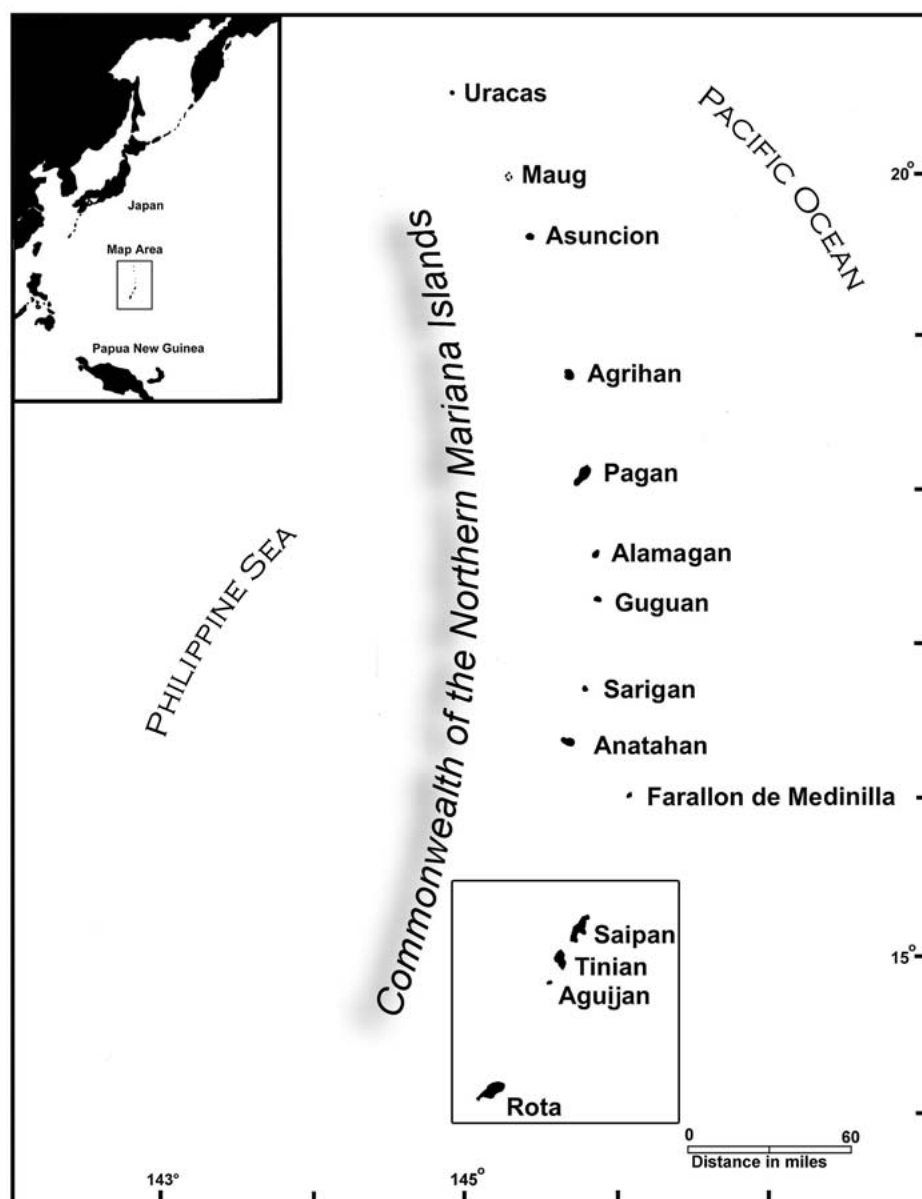 Japan
Map Area
Papua New Guinea
Uracas
PACIFIC OCEAN
20°
Maug
Asuncion
Commonwealth of the Northern Mariana Islands
Agrihan
Pagan
PHILIPPINE SEA
Alamagan
Guguan
Sarigan
Anatahan
Farallon de Medinilla
Saipan
15°
Tinian
Aguijan
Rota
0 60
Distance in miles
143° 145°